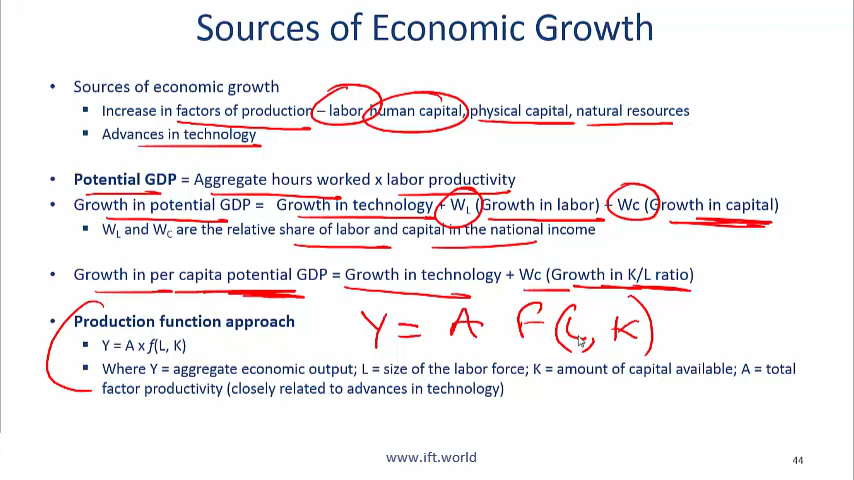 Sources of Economic Growth
• Sources of economic growth
▪ Increase in factors of production – labor, human capital, physical capital, natural resources
▪ Advances in technology
• Potential GDP = Aggregate hours worked x labor productivity
• Growth in potential GDP = Growth in technology + WL (Growth in labor) + Wc (Growth in capital)
▪ WL and WC are the relative share of labor and capital in the national income
• Growth in per capita potential GDP = Growth in technology + Wc (Growth in K/L ratio)
• Production function approach
Y = A F (L, K)
▪ Y = A x f(L, K)
▪ Where Y = aggregate economic output; L = size of the labor force; K = amount of capital available; A = total
factor productivity (closely related to advances in technology)
www.ift.world
44